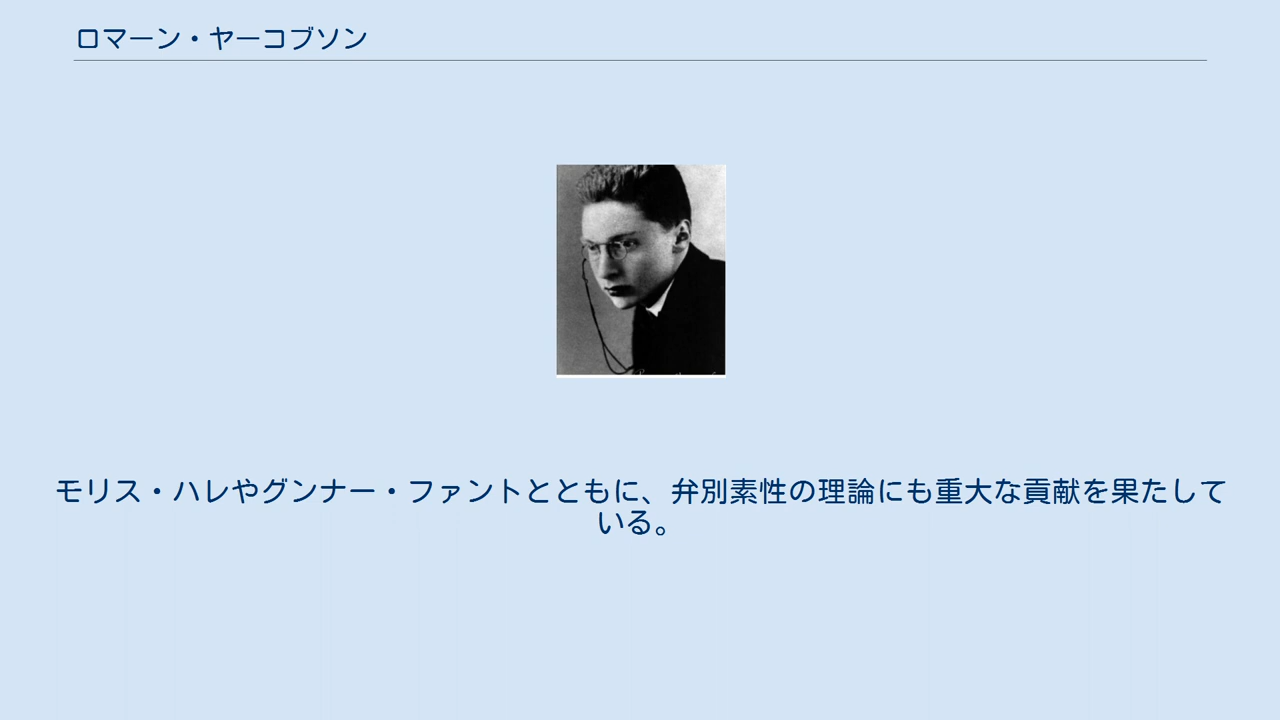 ロマーン・ヤーコブソン
モリス・ハレやグンナー・ファントとともに、弁別素性の理論にも重大な貢献を果たして
いる。